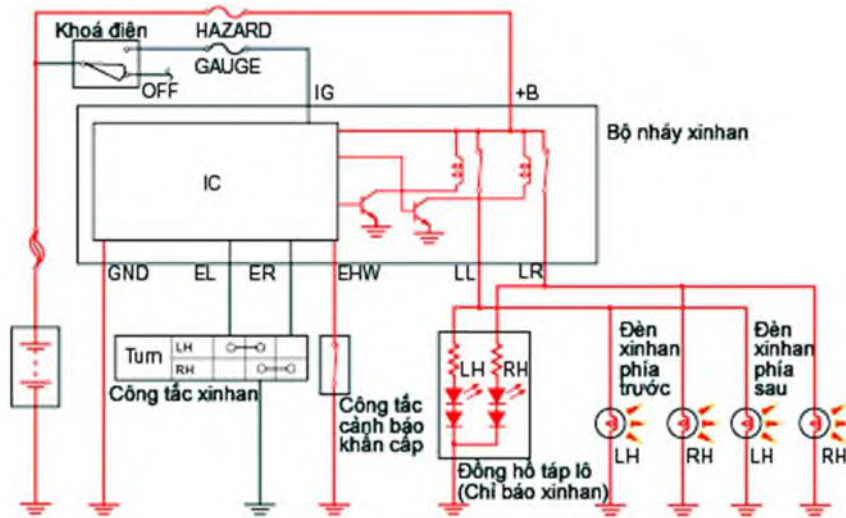 Khoá điện
HAZARD
GAUGE
OFF
IG
+B
Bộ nháy xinhan
IC
GND
EL
ER
EHW
LL
LR
Turn
LH
RH
Công tắc xinhan
Công tắc
cảnh báo
khẩn cấp
LH
RH
Đồng hồ táp lô
(Chỉ báo xinhan)
Đèn
xinhan
phía
trước
Đèn
xinhan
phía
sau
LH
RH
LH
RH